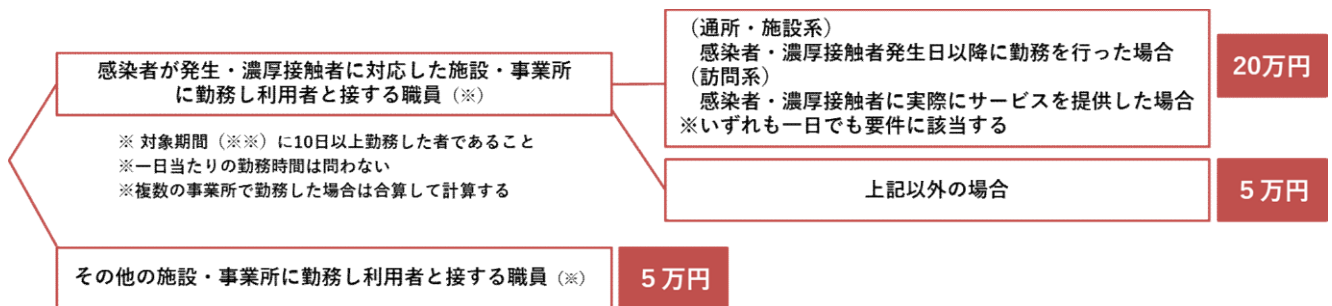 感染者が発生・濃厚接触者に対応した施設・事業所
に勤務し利用者と接する職員（※）
※ 対象期間（※※）に10日以上勤務した者であること
※一日当たりの勤務時間は問わない
※複数の事業所で勤務した場合は合算して計算する
（通所・施設系）
感染者・濃厚接触者発生日以降に勤務を行った場合
（訪問系）
感染者・濃厚接触者に実際にサービスを提供した場合
※いずれも一日でも要件に該当する
20万円
上記以外の場合
５万円
その他の施設・事業所に勤務し利用者と接する職員（※）
５万円